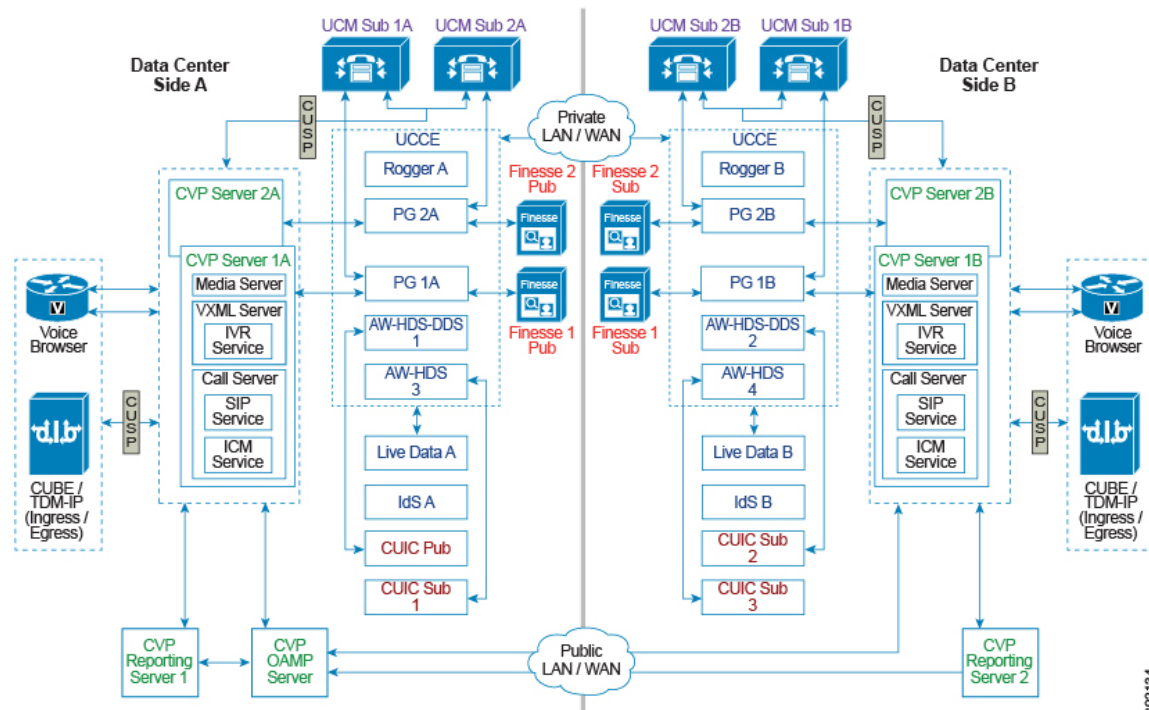 UCM Sub 1A
UCM Sub 2A
UCM Sub 2B
UCM Sub 1B
Data Center
Side A
Data Center
Side B
CUSP
CUSP
Private
LAN / WAN
UCCE
Rogger A
PG 2A
PG 1A
AW-HDS-DDS
1
AW-HDS
3
Live Data A
IdS A
CUIC Pub
CUIC Sub
1
Finesse 2
Pub
Finesse
Finesse
Finesse 1
Pub
Finesse 2
Sub
Finesse
Finesse
Finesse 1
Sub
UCCE
Rogger B
PG 2B
PG 1B
AW-HDS-DDS
2
AW-HDS
4
Live Data B
IdS B
CUIC Sub
2
CUIC Sub
3
CVP Server 2A
CVP Server 1A
Media Server
VXML Server
IVR
Service
Call Server
SIP
Service
ICM
Service
V
Voice
Browser
CUSP
CUBE /
TDM-IP
(Ingress /
Egress)
CVP Server 2B
CVP Server 1B
Media Server
VXML Server
IVR
Service
Call Server
SIP
Service
ICM
Service
V
Voice
Browser
CUBE /
TDM-IP
(Ingress /
Egress)
CVP
Reporting
Server 1
CVP
OAMP
Server
Public
LAN / WAN
CVP
Reporting
Server 2